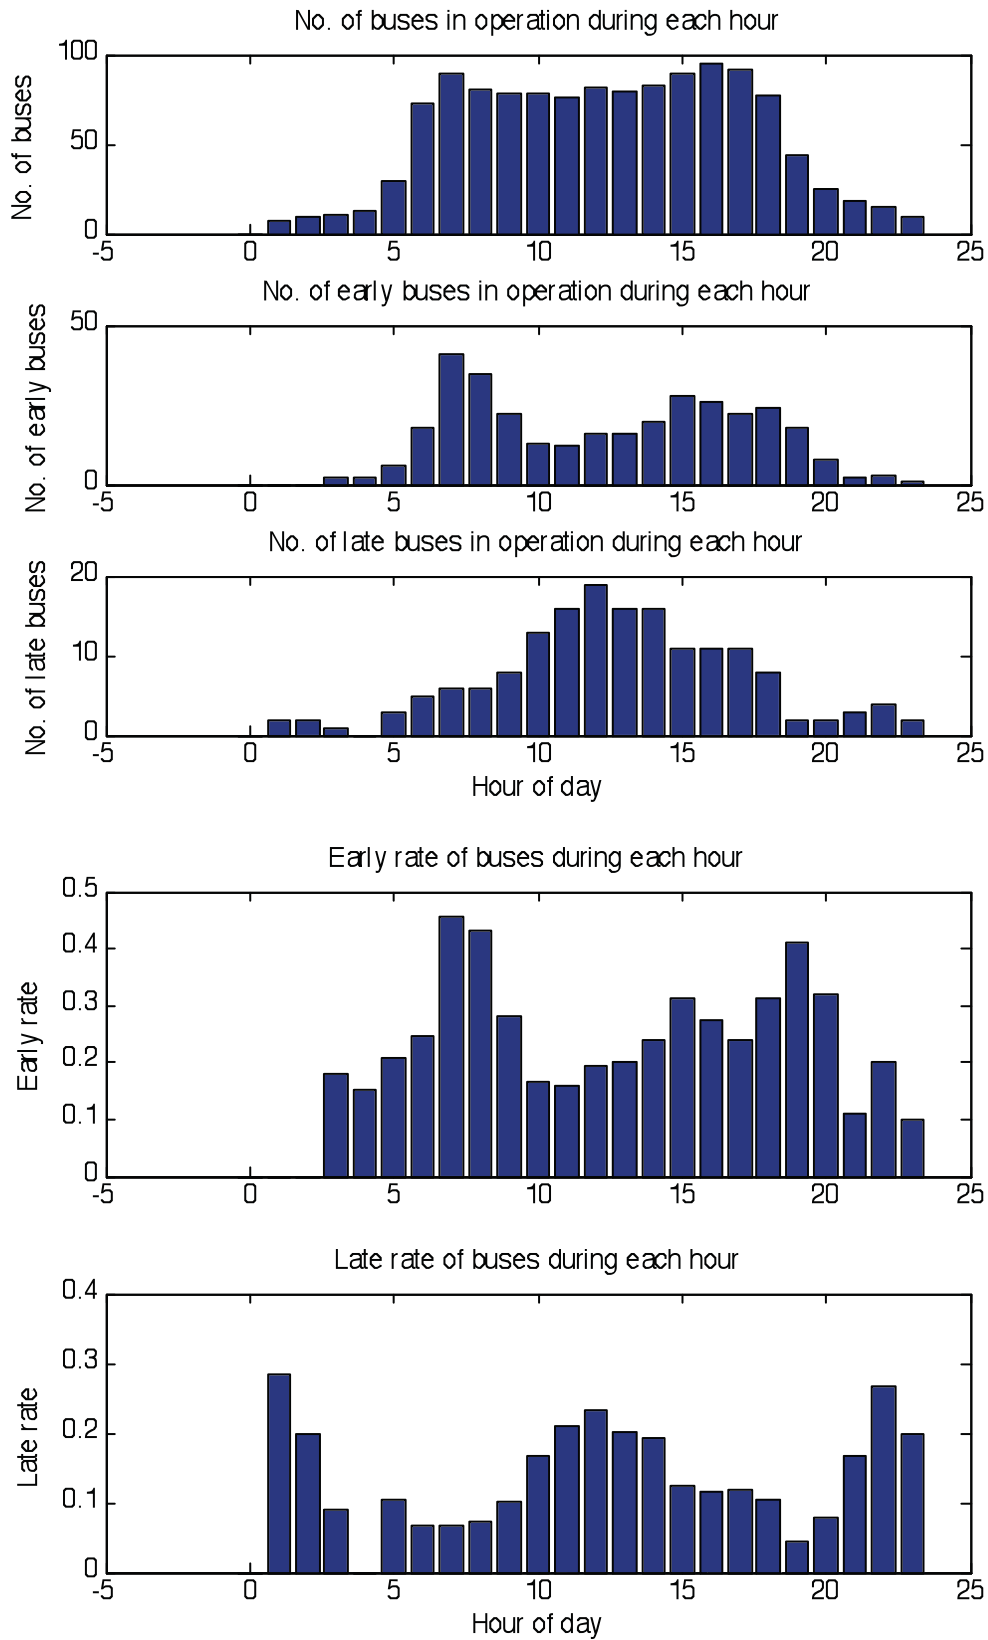 No. of buses in operation during each hour
100
50
0
No. of buses
-5 0 5 10 15 20 25
No. of early buses in operation during each hour
50
0
No. of early buses
-5 0 5 10 15 20 25
No. of late buses in operation during each hour
20
10
0
No. of late buses
-5 0 5 10 15 20 25
Hour of day
Early rate of buses during each hour
0.5
0.4
0.3
0.2
0.1
0
Early rate
-5 0 5 10 15 20 25
Late rate of buses during each hour
0.4
0.3
0.2
0.1
0
Late rate
-5 0 5 10 15 20 25
Hour of day